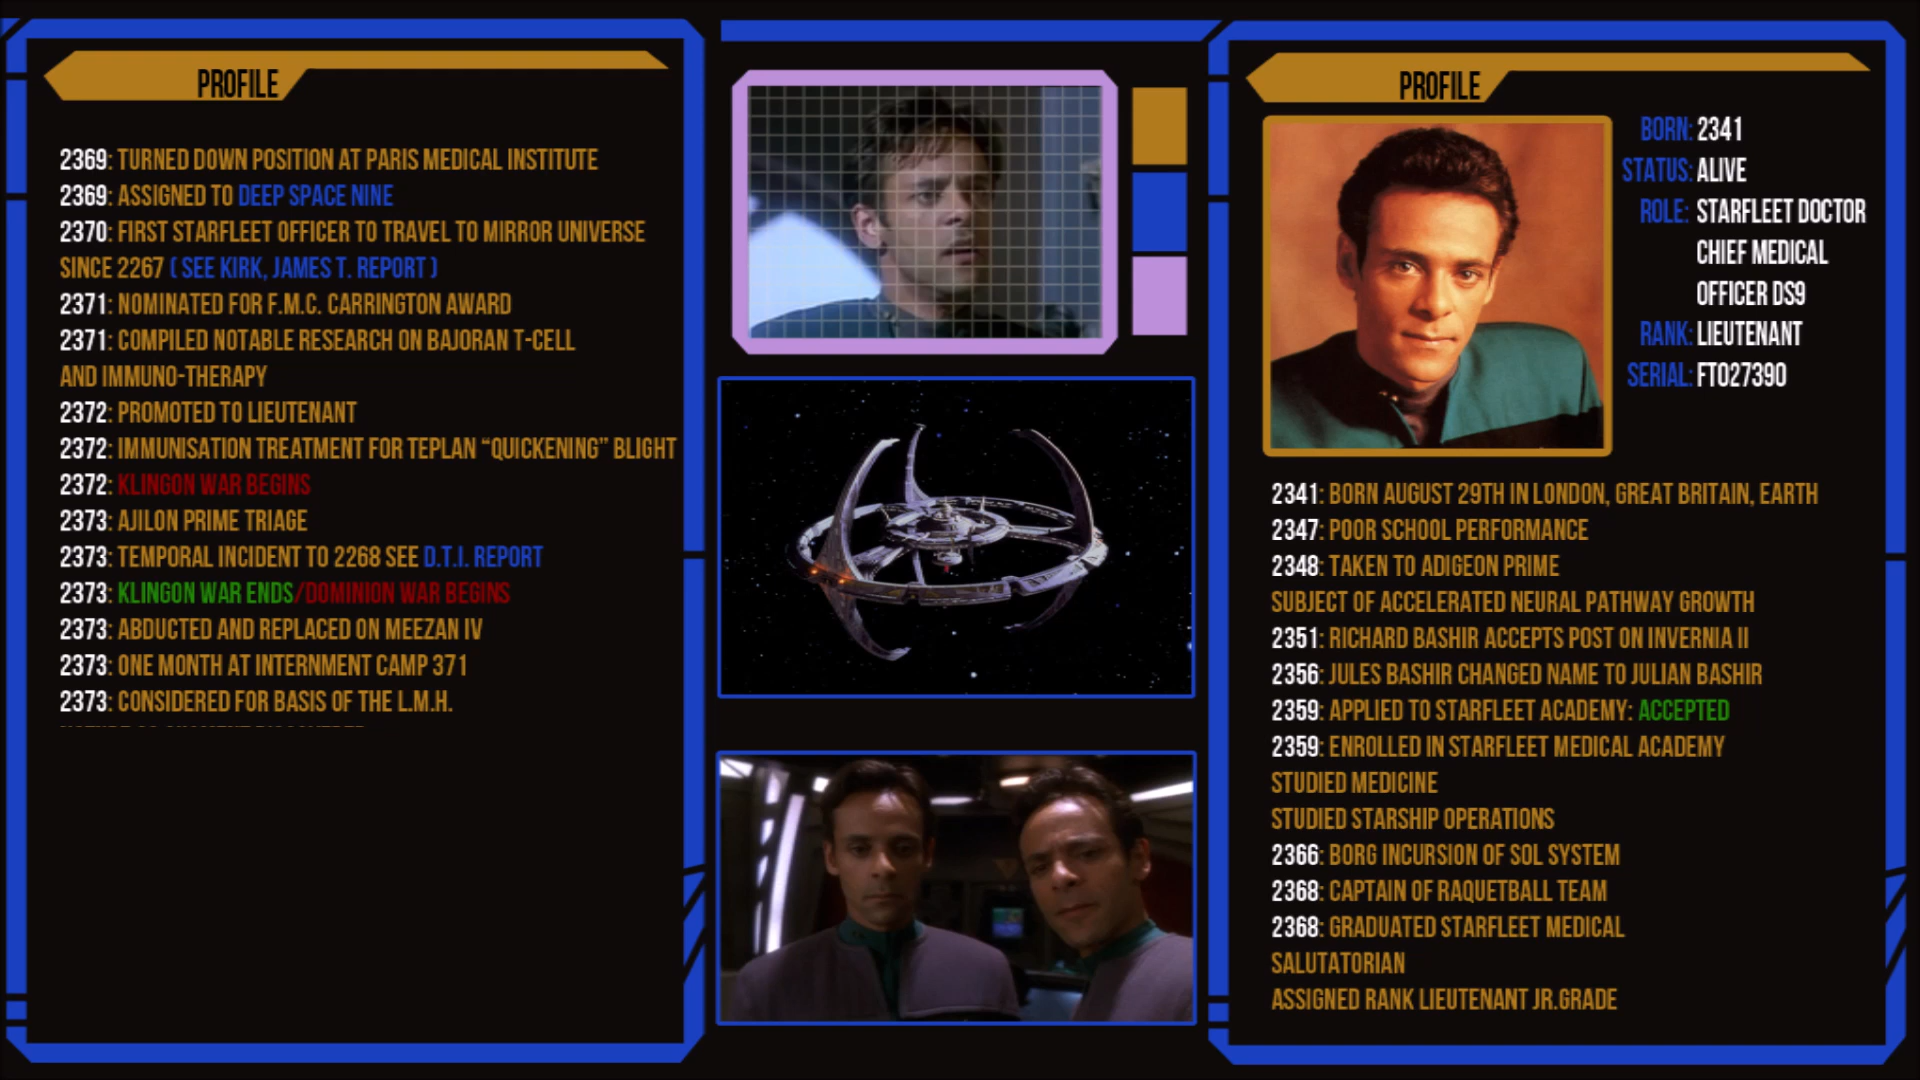 PROFILE
2369: TURNED DOWN POSITION AT PARIS MEDICAL INSTITUTE
2369: ASSIGNED TO DEEP SPACE NINE
2370: FIRST STARFLEET OFFICER TO TRAVEL TO MIRROR UNIVERSE
SINCE 2267 ( SEE KIRK, JAMES T. REPORT )
2371: NOMINATED FOR F.M.C. CARRINGTON AWARD
2371: COMPILED NOTABLE RESEARCH ON BAJORAN T-CELL
AND IMMUNO-THERAPY
2372: PROMOTED TO LIEUTENANT
2372: IMMUNISATION TREATMENT FOR TEPLAN “QUICKENING” BLIGHT
2372: KLINGON WAR BEGINS
2373: AJILON PRIME TRIAGE
2373: TEMPORAL INCIDENT TO 2268 SEE D.T.I. REPORT
2373: KLINGON WAR ENDS/DOMINION WAR BEGINS
2373: ABDUCTED AND REPLACED ON MEEZAN IV
2373: ONE MONTH AT INTERNMENT CAMP 371
2373: CONSIDERED FOR BASIS OF THE L.M.H.
PROFILE
BORN: 2341
STATUS: ALIVE
ROLE: STARFLEET DOCTOR
CHIEF MEDICAL
OFFICER DS9
RANK: LIEUTENANT
SERIAL: FT027390
2341: BORN AUGUST 29TH IN LONDON, GREAT BRITAIN, EARTH
2347: POOR SCHOOL PERFORMANCE
2348: TAKEN TO ADIGEON PRIME
SUBJECT OF ACCELERATED NEURAL PATHWAY GROWTH
2351: RICHARD BASHIR ACCEPTS POST ON INVERNIA II
2356: JULES BASHIR CHANGED NAME TO JULIAN BASHIR
2359: APPLIED TO STARFLEET ACADEMY: ACCEPTED
2359: ENROLLED IN STARFLEET MEDICAL ACADEMY
STUDIED MEDICINE
STUDIED STARSHIP OPERATIONS
2366: BORG INCURSION OF SOL SYSTEM
2368: CAPTAIN OF RAQUETBALL TEAM
2368: GRADUATED STARFLEET MEDICAL
SALUTATORIAN
ASSIGNED RANK LIEUTENANT JR.GRADE